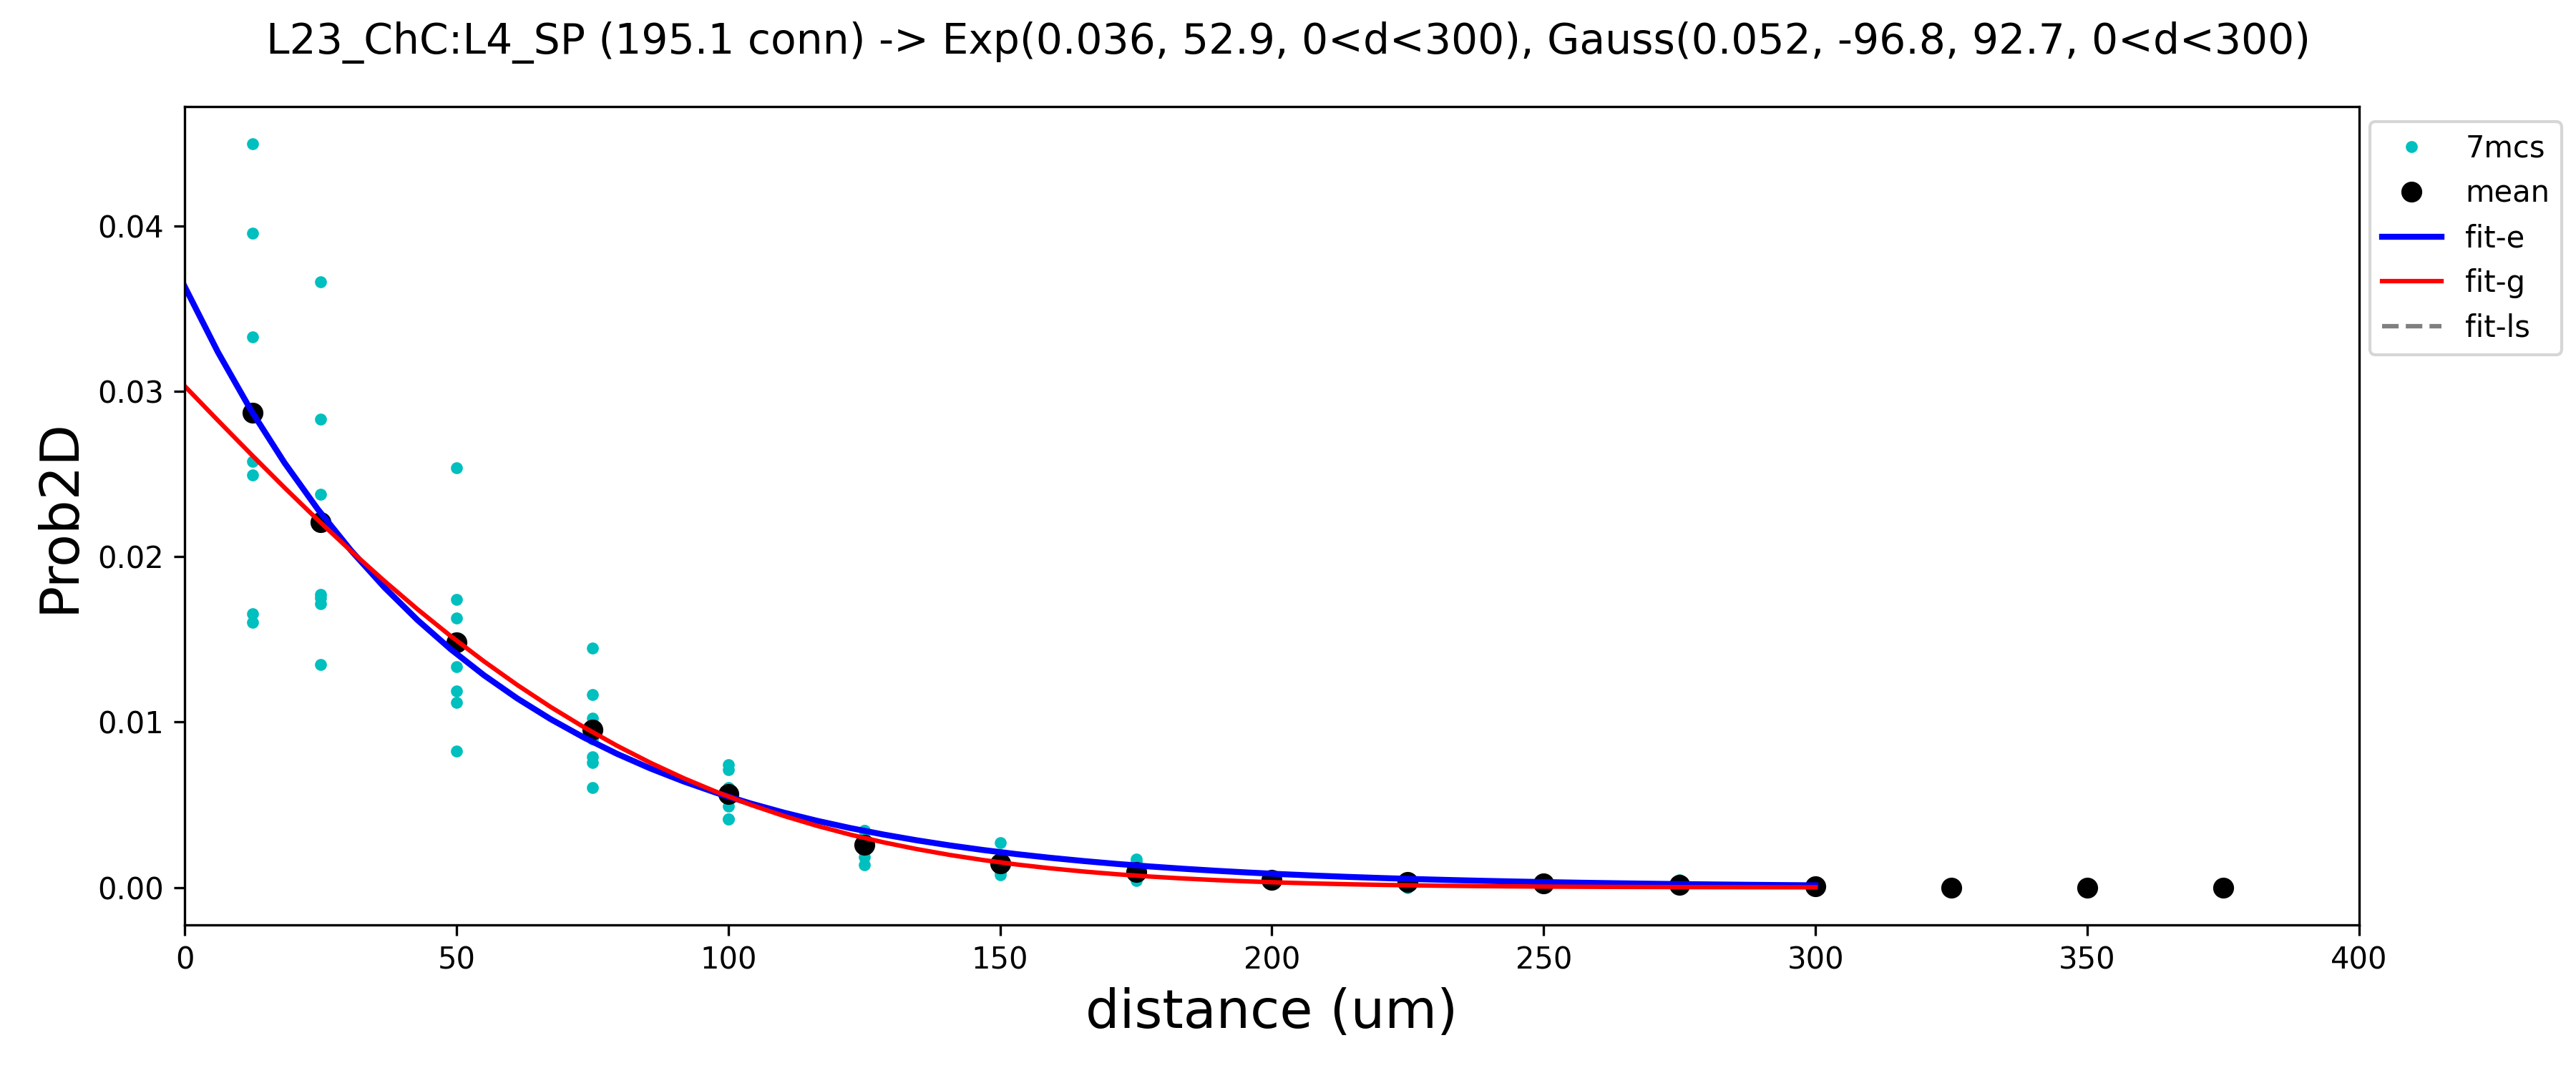 L23_ChC:L4_SP (195.1 conn) -> Exp(0.036, 52.9, 0<d<300), Gauss(0.052, -96.8, 92.7, 0<d<300)
7mcs
mean
fit-e
fit-g
fit-ls
Prob2D
0.04
0.03
0.02
0.01
0.00
0 50 100 150 200 250 300 350 400
distance (um)